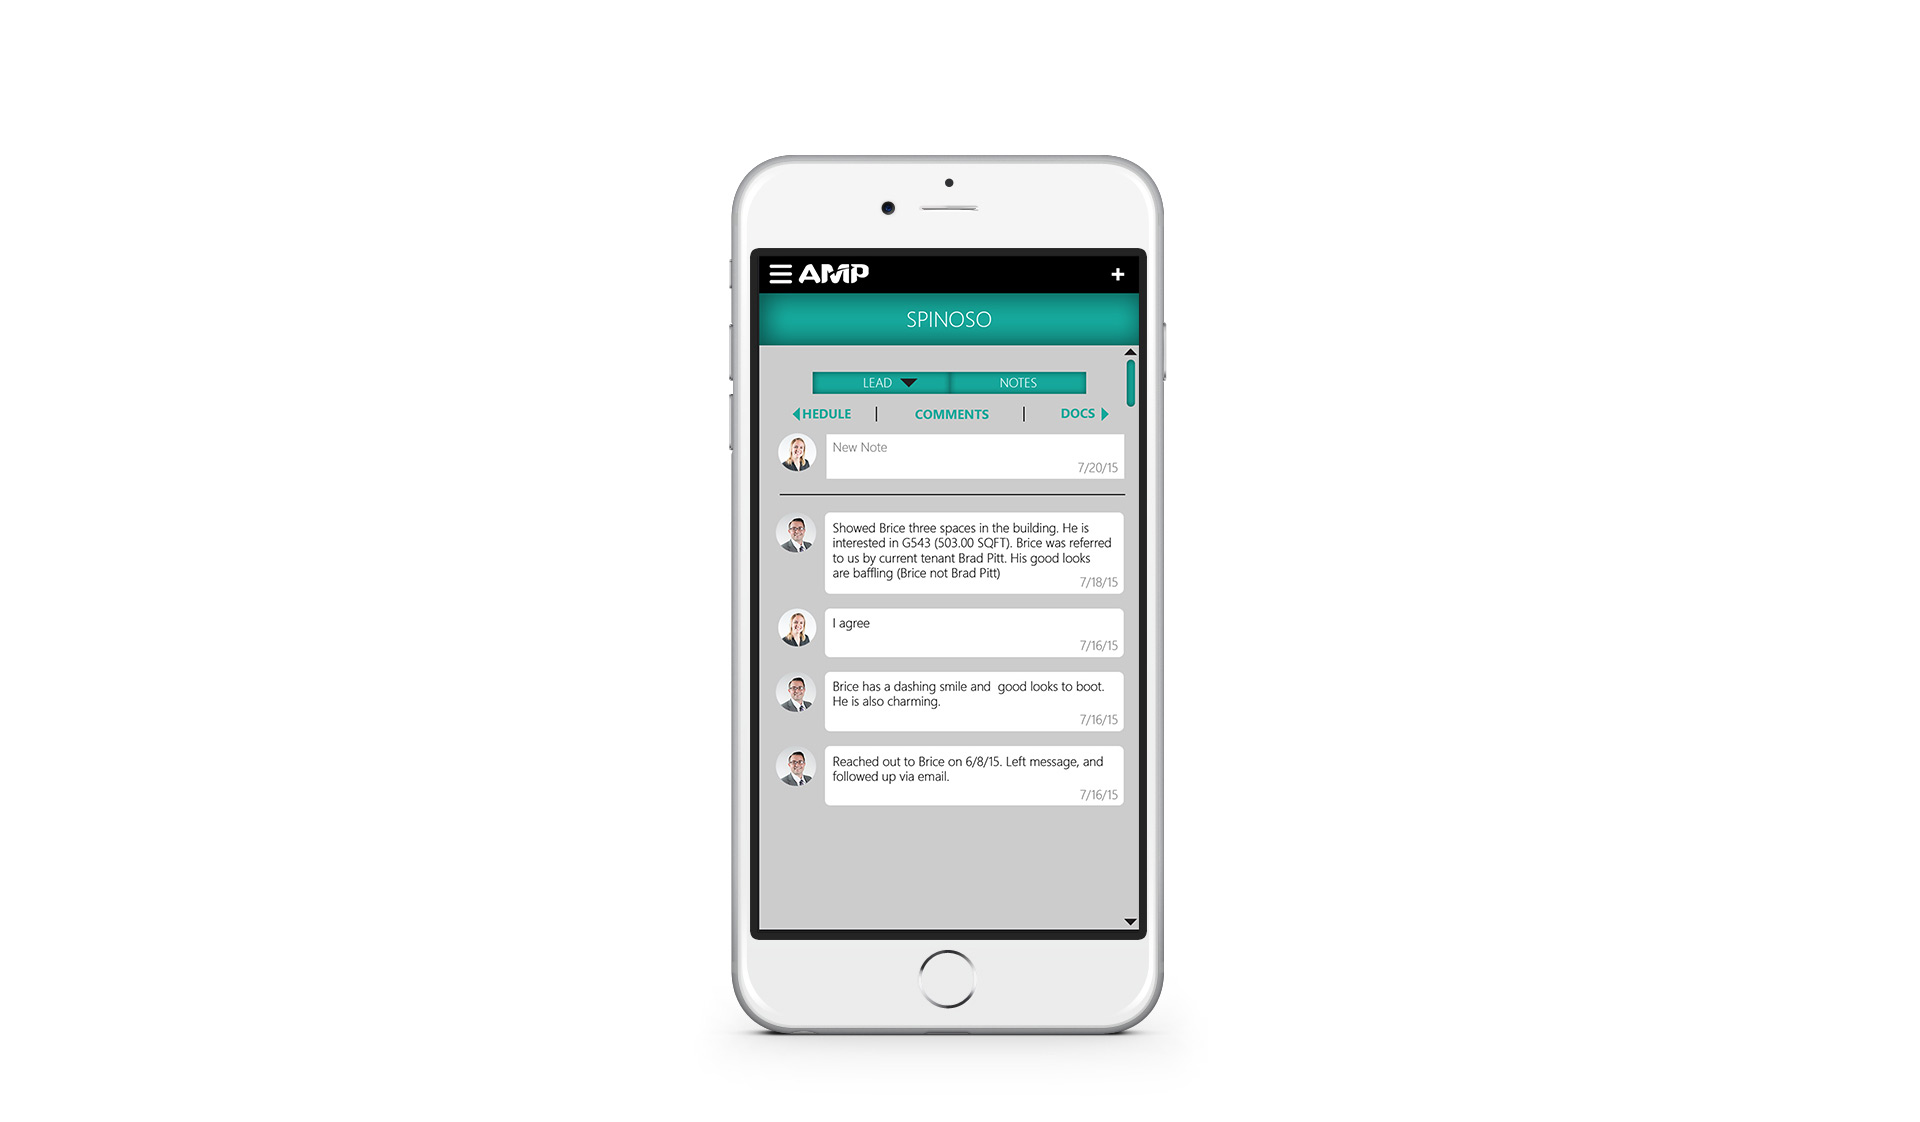 AMP
+
SPINOSO
LEAD
NOTES
HEDULE | COMMENTS | DOCS
New Note
7/20/15
Showed Brice three spaces in the building. He is
interested in G543 (503.00 SQFT). Brice was referred
to us by current tenant Brad Pitt. His good looks
are baffling (Brice not Brad Pitt)
7/18/15
I agree
7/16/15
Brice has a dashing smile and  good looks to boot.
He is also charming.
7/16/15
Reached out to Brice on 6/8/15. Left message, and
followed up via email.
7/16/15